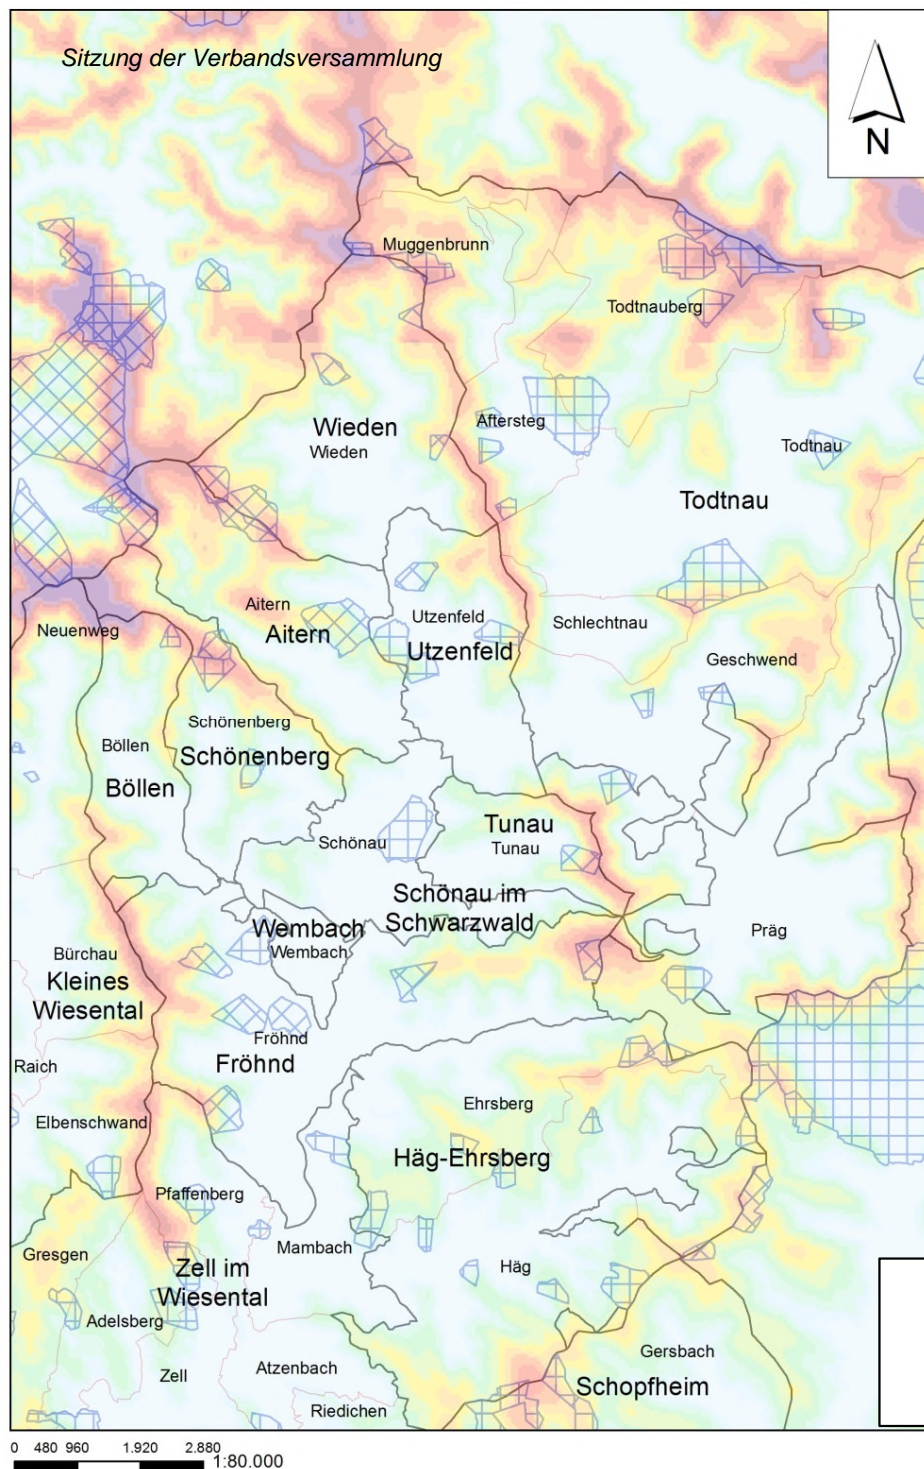 Sitzung der Verbandsversammlung
N
Muggenbrunn
Todtnauberg
Wieden
Wieden
Aftersteg
Todtnau
Todtnau
Aitern
Aitern
Utzenfeld
Utzenfeld
Schlechtnau
Neuenweg
Geschwend
Schönenberg
Schönenberg
Böllen
Böllen
Tunau
Tunau
Schönau
Schönau im
Schwarzwald
Wembach
Wembach
Präg
Bürchau
Kleines
Wiesental
Fröhnd
Fröhnd
Raich
Ehrsberg
Elbenschwand
Häg-Ehrsberg
Pfaffenberg
Mambach
Gresgen
Häg
Zell im
Wiesental
Adelsberg
Gersbach
Zell
Atzenbach
Schopfheim
Riedichen
0 480 960 1.920 2.880
1:80.000